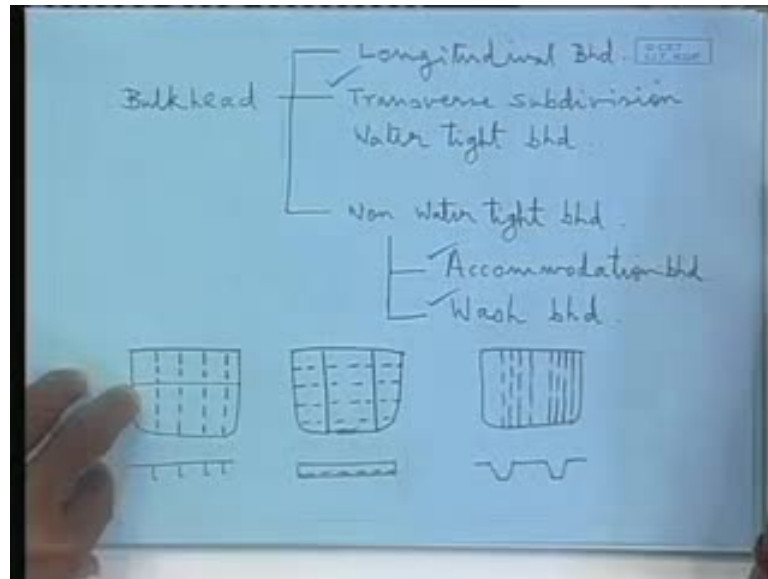 Longitudinal Bhd.
Bulkhead
Transverse subdivision
Water tight bhd.
Non Water tight bhd.
Accommodation bhd
Wash bhd.